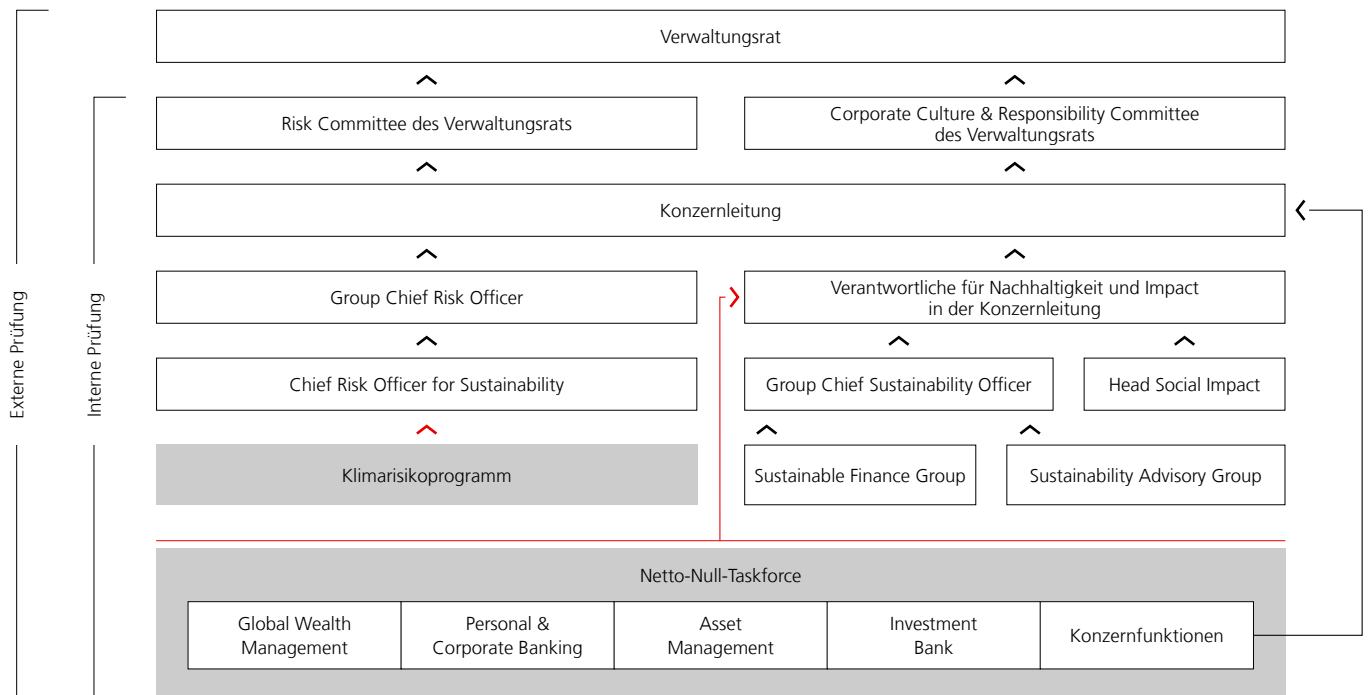 Externe Prüfung
Interne Prüfung
Verwaltungsrat
Risk Committee des Verwaltungsrats
Corporate Culture & Responsibility Committee
des Verwaltungsrats
Konzernleitung
Group Chief Risk Officer
Verantwortliche für Nachhaltigkeit und Impact
in der Konzernleitung
Chief Risk Officer for Sustainability
Group Chief Sustainability Officer
Head Social Impact
Klimarisikoprogramm
Sustainable Finance Group
Sustainability Advisory Group
Netto-Null-Taskforce
Global Wealth
Management
Personal &
Corporate Banking
Asset
Management
Investment
Bank
Konzernfunktionen